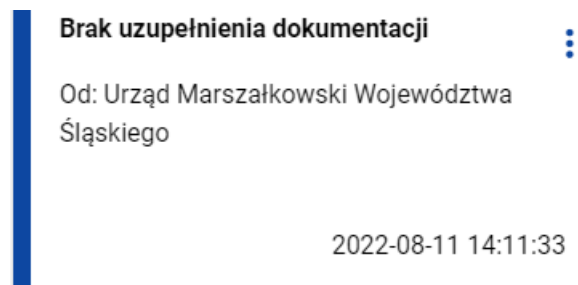 Brak uzupełnienia dokumentacji
Od: Urząd Marszałkowski Województwa
Śląskiego
2022-08-11 14:11:33